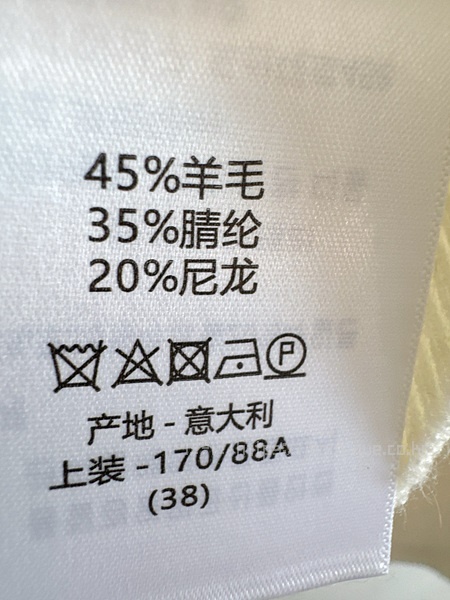 45%羊毛
35%腈纶
20%尼龙
P
产地 - 意大利
上装 -170/88A
(38)